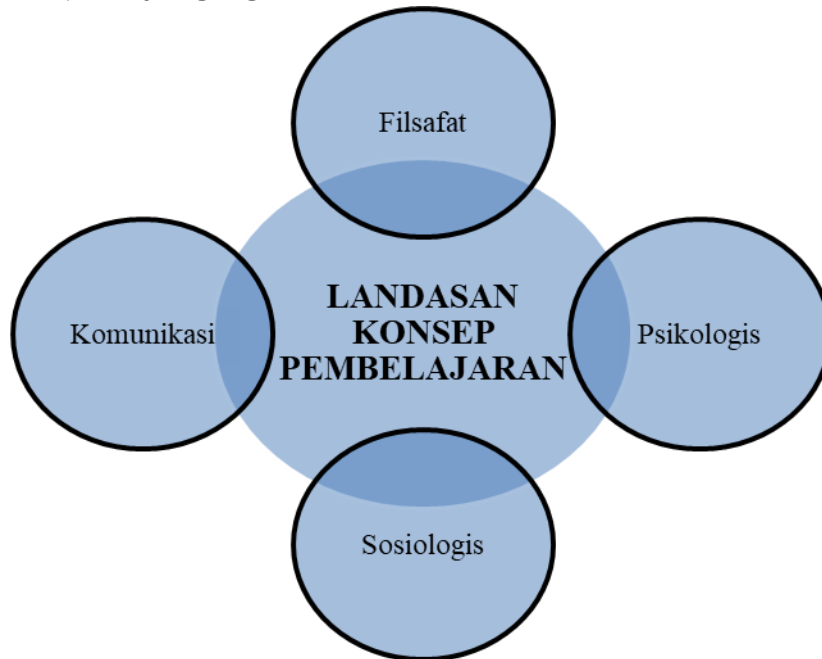 Filsafat
LANDASAN
KONSEP
PEMBELAJARAN
Komunikasi
Psikologis
Sosiologis